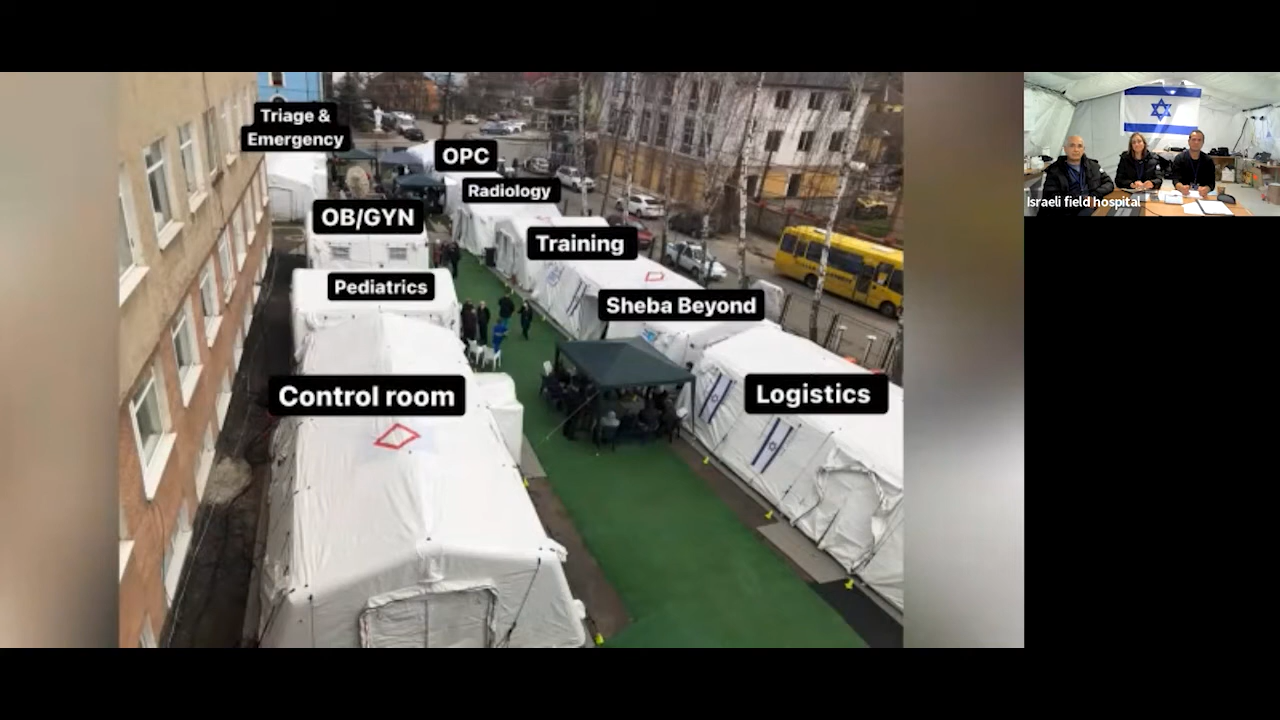 Triage &
Emergency
OPC
Radiology
OB/GYN
Training
Pediatrics
Sheba Beyond
Control room
Logistics
Israeli field hospital